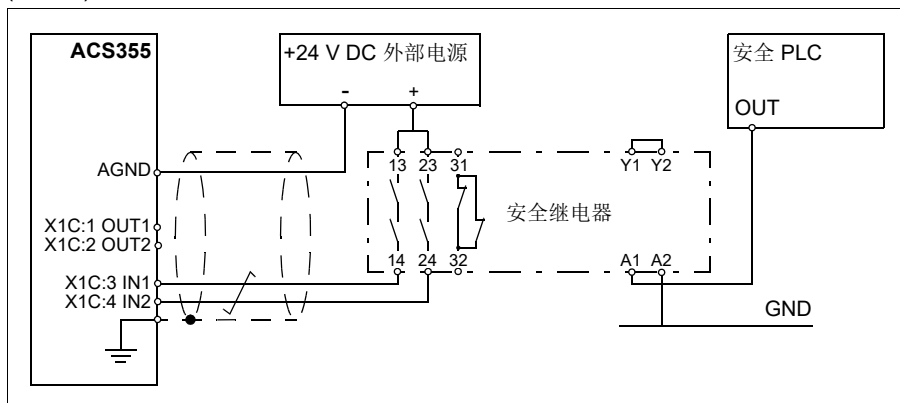 ACS355
+24 V DC 外部电源
安全 PLC
- +
OUT
13 23 31
Y1 Y2
AGND
X1C:1 OUT1
X1C:2 OUT2
安全继电器
14 24 32
A1 A2
X1C:3 IN1
X1C:4 IN2
GND